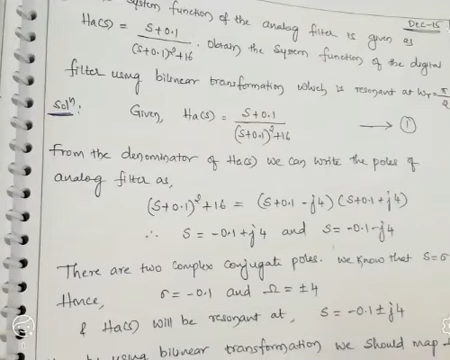 Dec-15
System function of the analog filter is given as
Ha(s) = S+0.1 / (S+0.1)²+16 . Obtain the system function of the digital
filter using bilinear transformation which is resonant at ωr = π/2
Solⁿ: Given, Ha(s) = S+0.1 / (S+0.1)²+16 → ①
From the denominator of Ha(s) we can write the poles of
analog filter as,
(S+0.1)²+16 = (S+0.1-j4) (S+0.1+j4)
∴ S = -0.1+j4 and S= -0.1-j4
There are two complex conjugate poles. We know that S=σ
Hence, σ = -0.1 and Ω = ±4
& Ha(s) will be resonant at, S = -0.1±j4
using bilinear transformation we should map